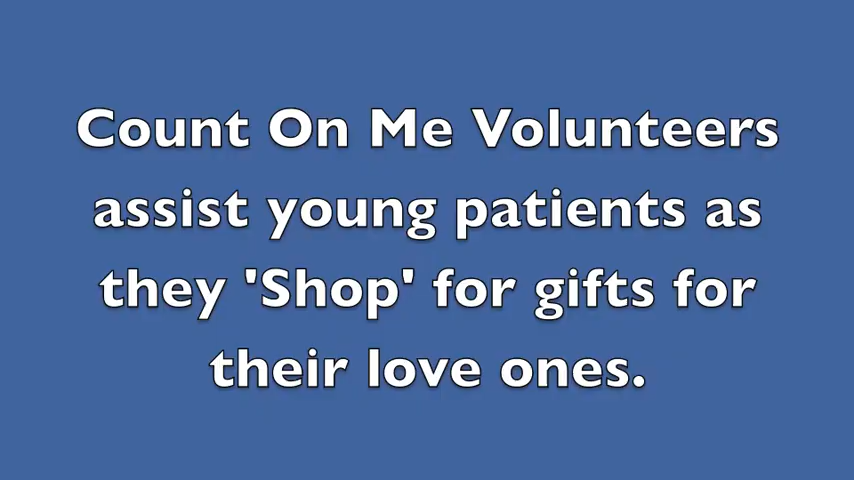 Count On Me Volunteers
assist young patients as
they 'Shop' for gifts for
their love ones.